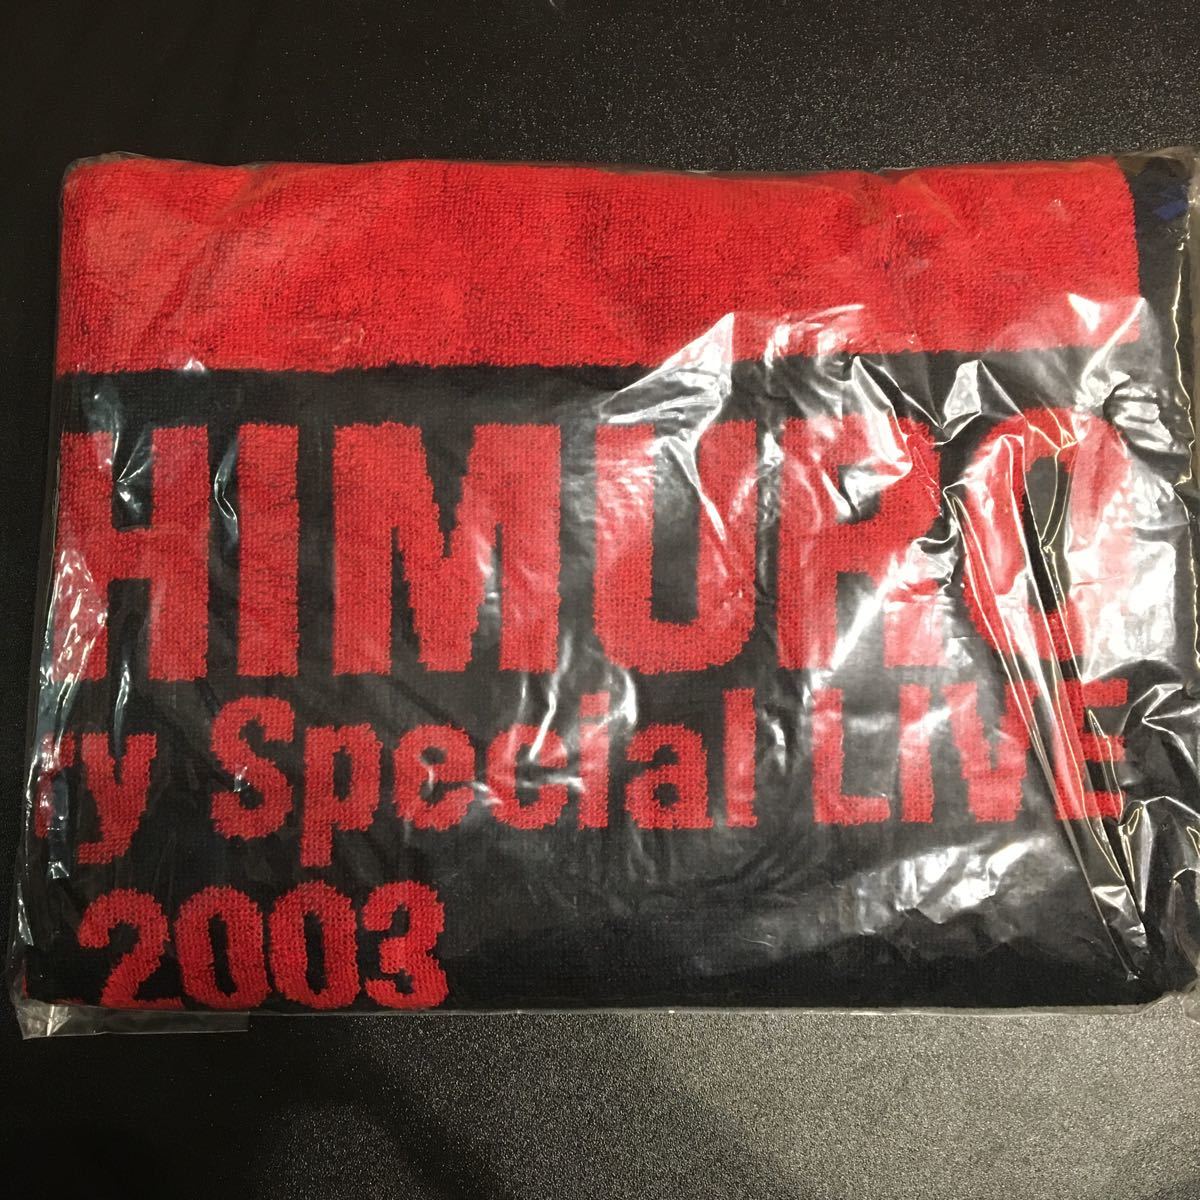 HIMURO
ry Special LIVE
2003